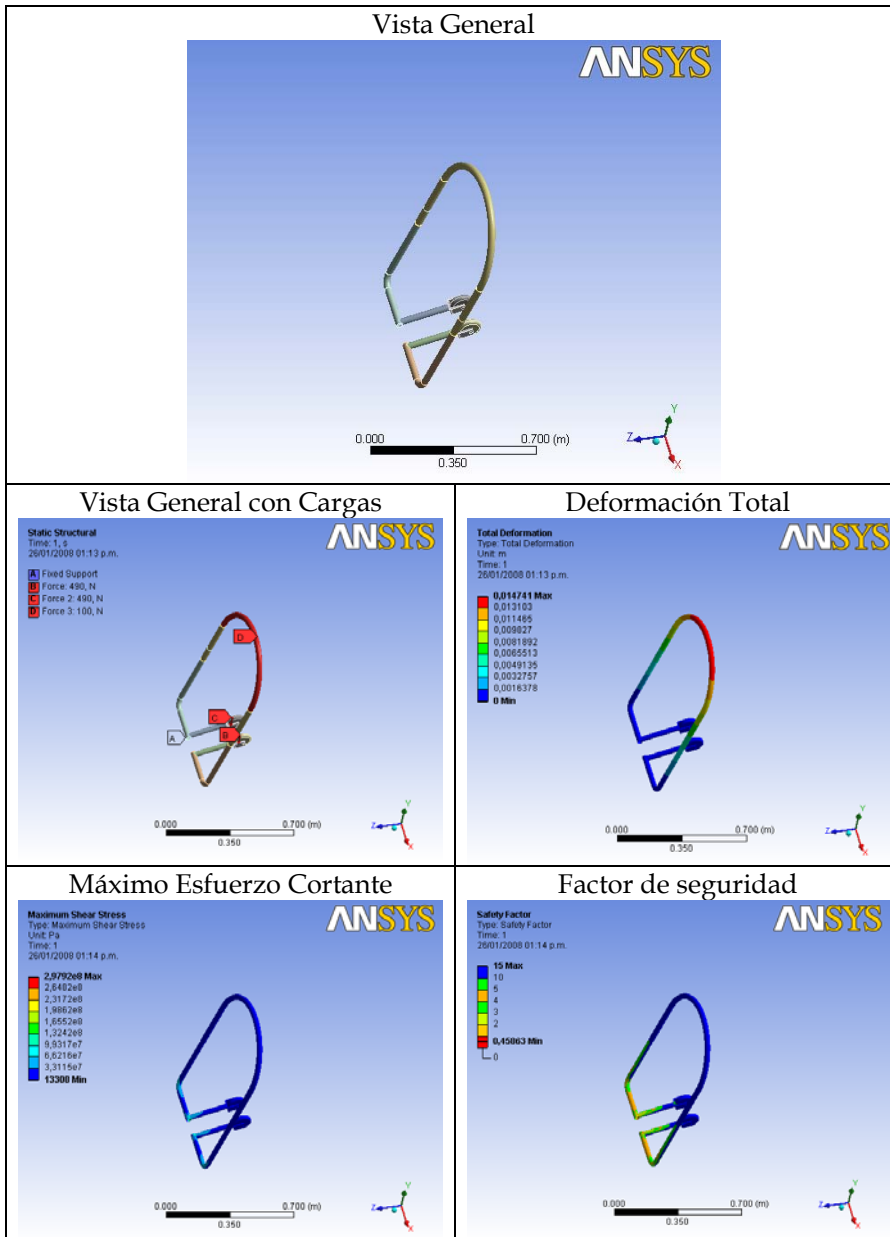 Vista General
ANSYS
0.000 0.700 (m)
0.350
Y
Z
X
Vista General con Cargas
ANSYS
Static Structural
Time: 1, s
26/01/2008 01:13 p.m.
A Fixed Support
B Force: 490, N
C Force 2: 490, N
D Force 3: 100, N
D
C
B
A
0.000 0.700 (m)
0.350
Y
Z
X
Deformación Total
ANSYS
Total Deformation
Type: Total Deformation
Unit: m
Time: 1
26/01/2008 01:13 p.m.
0,014741 Max
0,013103
0,011465
0,009827
0,0081892
0,0065513
0,0049135
0,0032757
0,0016378
0 Min
0.000 0.700 (m)
0.350
Y
Z
X
Máximo Esfuerzo Cortante
ANSYS
Maximum Shear Stress
Type: Maximum Shear Stress
Unit: Pa
Time: 1
26/01/2008 01:14 p.m.
2,9792e8 Max
2,6482e8
2,3172e8
1,9862e8
1,6552e8
1,3242e8
9,9317e7
6,6216e7
3,3115e7
13300 Min
0.000 0.700 (m)
0.350
Y
Z
X
Factor de seguridad
ANSYS
Safety Factor
Type: Safety Factor
Time: 1
26/01/2008 01:14 p.m.
15 Max
10
5
4
3
2
1
0,45063 Min
0
0.000 0.700 (m)
0.350
Y
Z
X